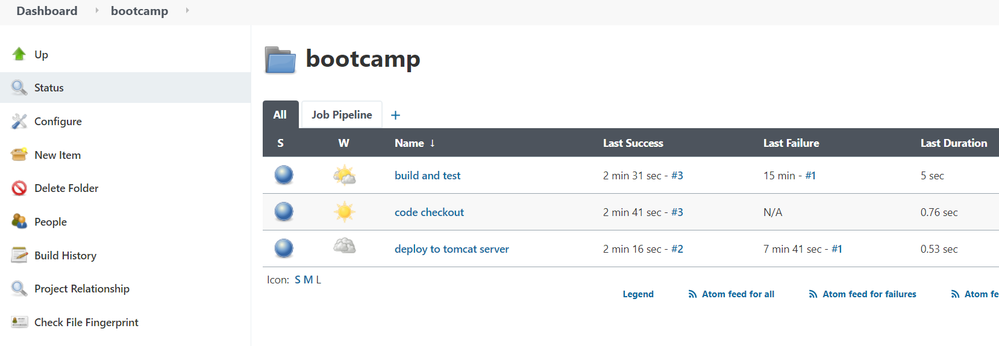 Dashboard bootcamp
Up
Status
Configure
New Item
Delete Folder
People
Build History
Project Relationship
Check File Fingerprint
bootcamp
All Job Pipeline +
S W Name ↓ Last Success Last Failure Last Duration
build and test 2 min 31 sec - #3 15 min - #1 5 sec
code checkout 2 min 41 sec - #3 N/A 0.76 sec
deploy to tomcat server 2 min 16 sec - #2 7 min 41 sec - #1 0.53 sec
Icon: S M L
Legend Atom feed for all Atom feed for failures Atom fe